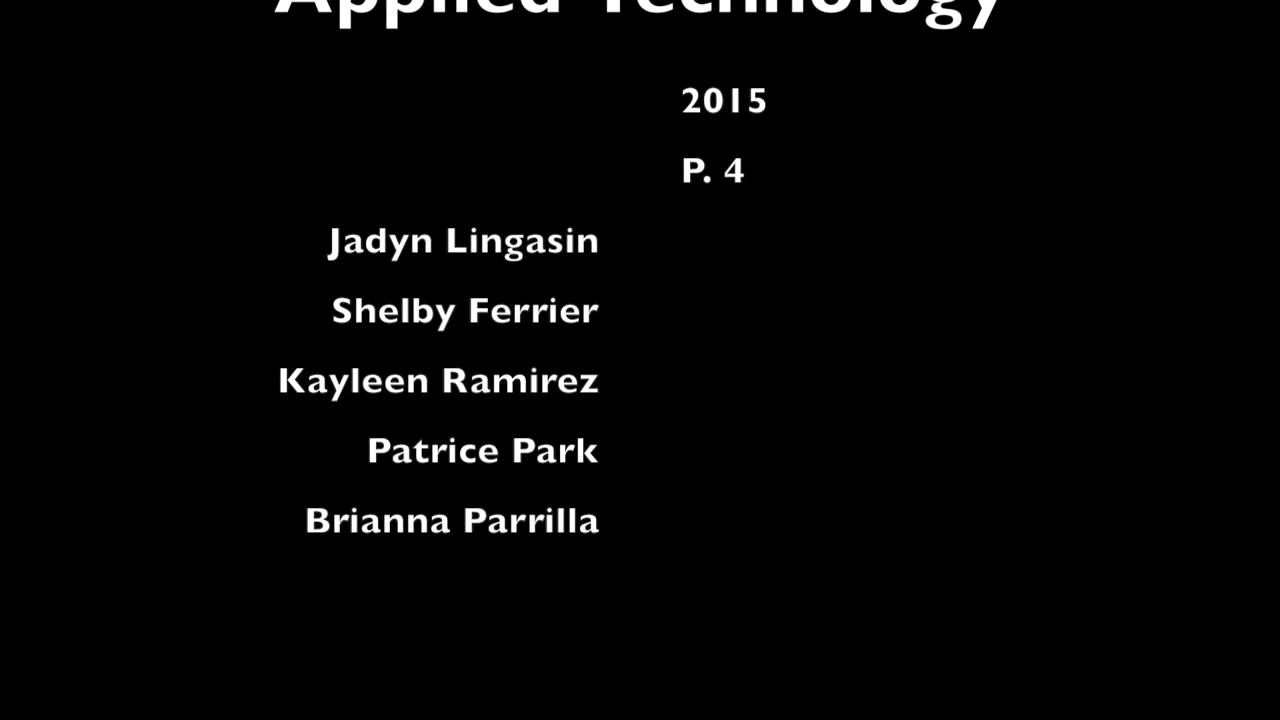 Applied Technology
2015
P. 4
Jadyn Lingasin
Shelby Ferrier
Kayleen Ramirez
Patrice Park
Brianna Parrilla